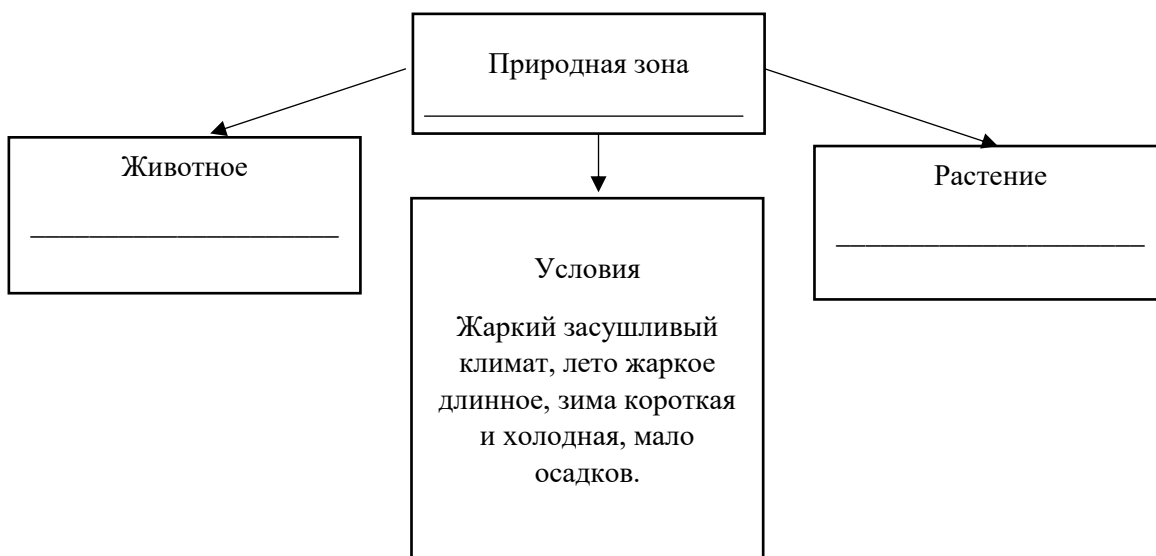 Природная зона
Животное
Растение
Условия
Жаркий засушливый
климат, лето жаркое
длинное, зима короткая
и холодная, мало
осадков.